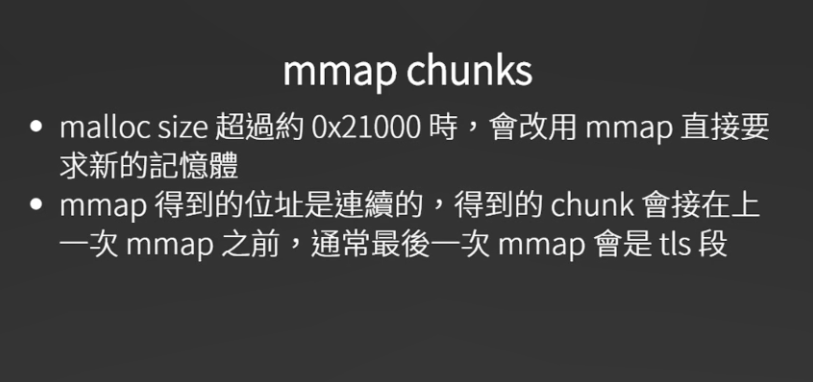 mmap chunks
• malloc size 超過約 0x21000 時，會改用 mmap 直接要
求新的記憶體
• mmap 得到的位址是連續的，得到的 chunk 會接在上
一次 mmap 之前，通常最後一次 mmap 會是 tls 段